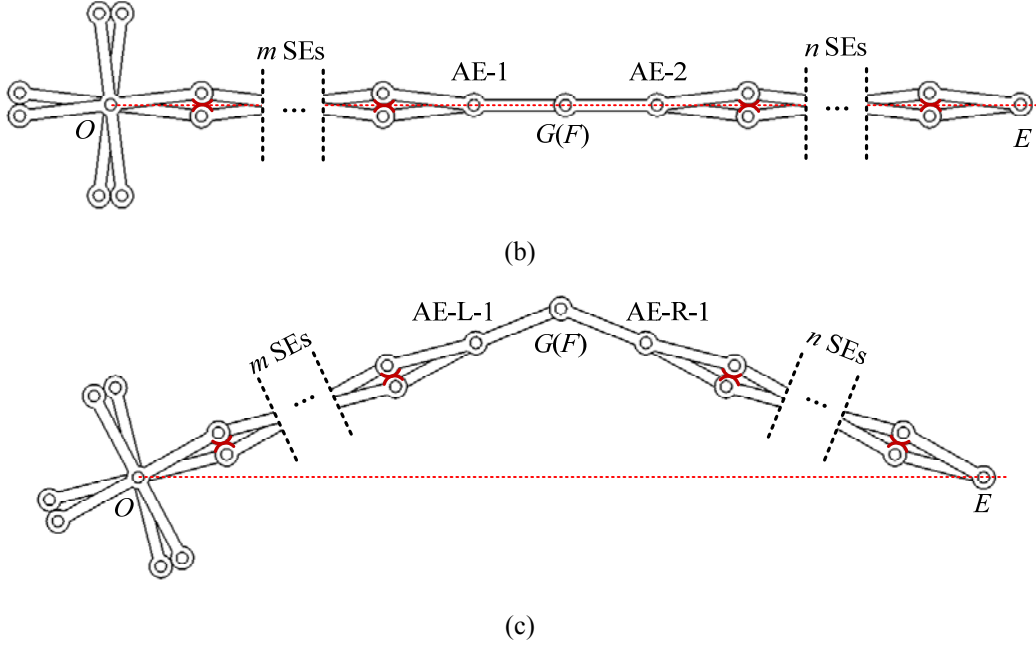 m SEs
n SEs
AE-1
AE-2
...
...
O
G(F)
E
(b)
AE-L-1
AE-R-1
G(F)
m SEs
n SEs
...
...
O
E
(c)